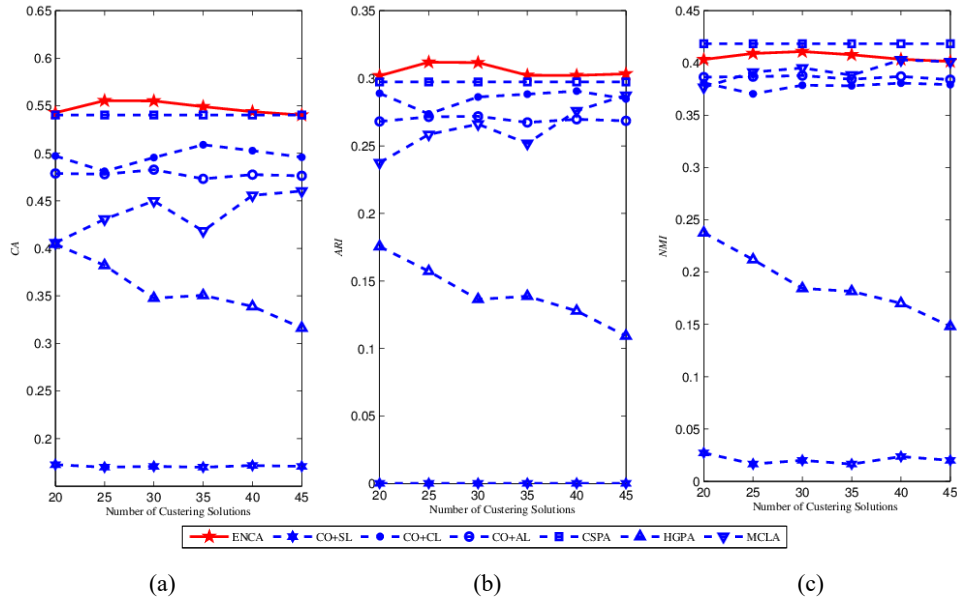 0.65
0.6
0.55
0.5
0.45
0.4
0.35
0.3
0.25
0.2
CA
20 25 30 35 40 45
Number of Custering Solutions
0.35
0.3
0.25
0.2
0.15
0.1
0.05
0
ARI
20 25 30 35 40 45
Number of Custering Solutions
0.45
0.4
0.35
0.3
0.25
0.2
0.15
0.1
0.05
0
NMI
20 25 30 35 40 45
Number of Custering Solutions
ENCA CO+SL CO+CL CO+AL CSPA HGPA MCLA
(a) (b) (c)